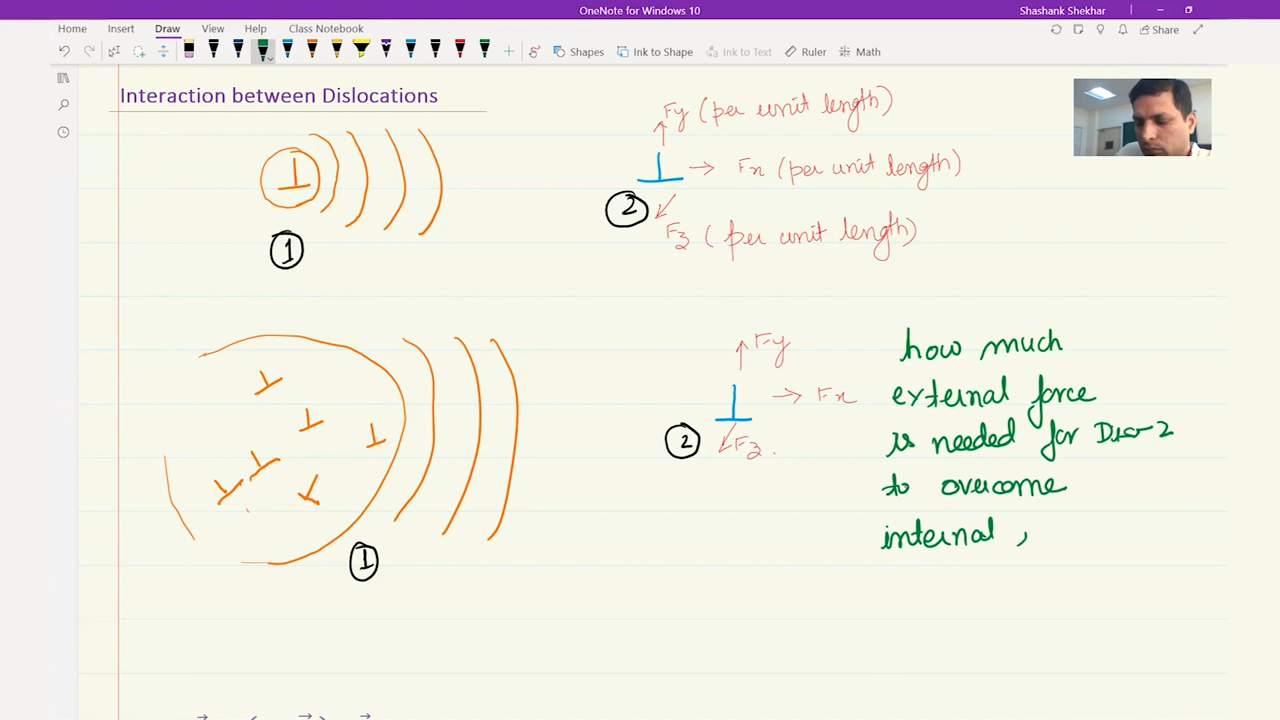 OneNote for Windows 10
Shashank Shekhar
Home Insert Draw View Help Class Notebook
Shapes Ink to Shape Ink to Text Ruler Math
Share
Interaction between Dislocations
Fy (per unit length)
Fx (per unit length)
Fz (per unit length)
1
2
Fy
Fx
Fz
2
1
how much
external force
is needed for Diso-2
to overcome
internal,